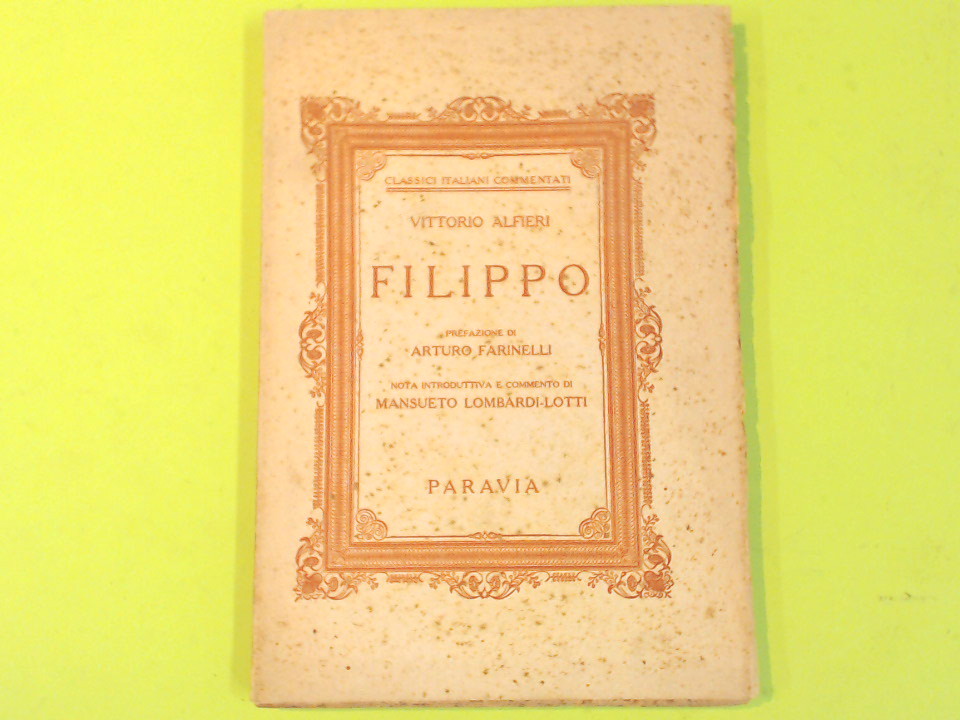 CLASSICI ITALIANI COMMENTATI
VITTORIO ALFIERI
FILIPPO
PREFAZIONE DI
ARTURO FARINELLI
NOTA INTRODUTTIVA E COMMENTO DI
MANSUETO LOMBARDI-LOTTI
PARAVIA